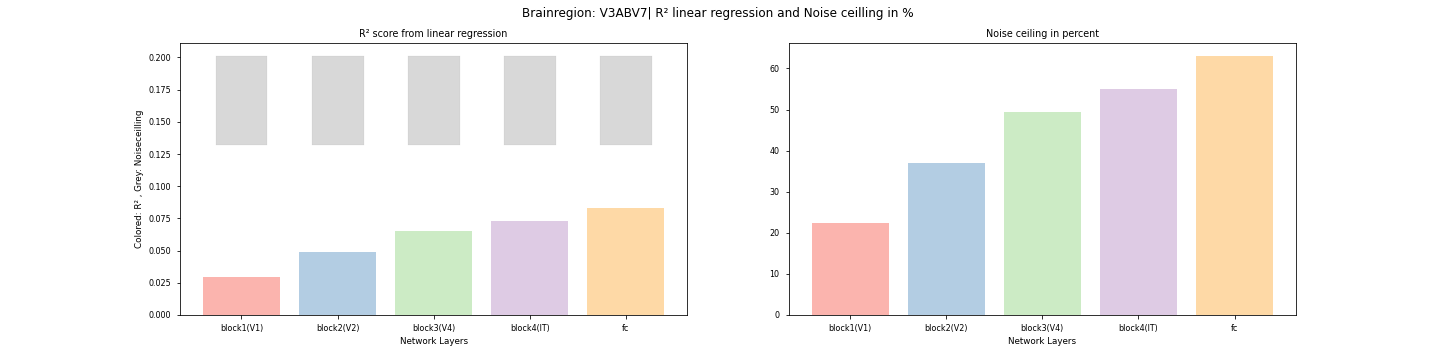 Brainregion: V3ABV7| R² linear regression and Noise ceilling in %
R² score from linear regression
Colored: R² , Grey: Noiseceilling
0.200
0.175
0.150
0.125
0.100
0.075
0.050
0.025
0.000
block1(V1) block2(V2) block3(V4) block4(IT) fc
Network Layers
Noise ceiling in percent
60
50
40
30
20
10
0
block1(V1) block2(V2) block3(V4) block4(IT) fc
Network Layers